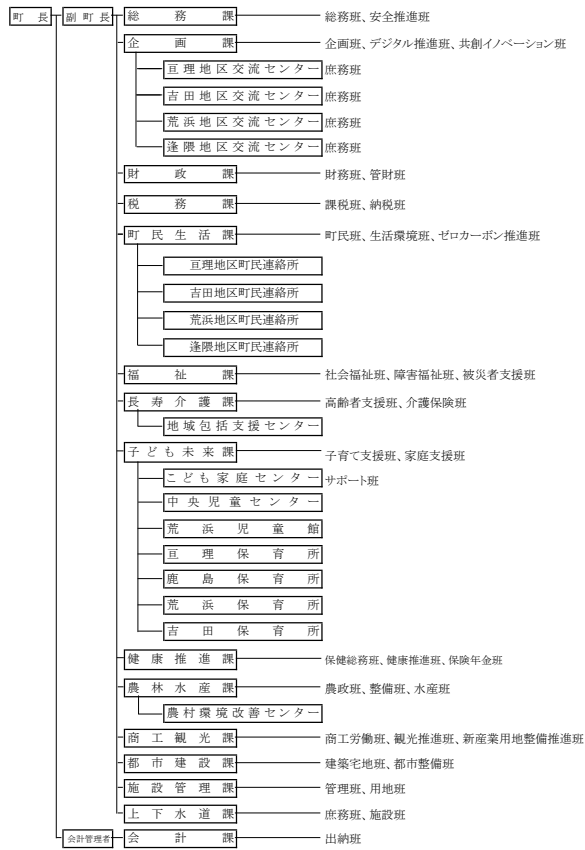 町長 副町長 総務課 総務班、安全推進班
企画課 企画班、デジタル推進班、共創イノベーション班
亘理地区交流センター 庶務班
吉田地区交流センター 庶務班
荒浜地区交流センター 庶務班
逢隈地区交流センター 庶務班
財政課 財務班、管財班
税務課 課税班、納税班
町民生活課 町民班、生活環境班、ゼロカーボン推進班
亘理地区町民連絡所
吉田地区町民連絡所
荒浜地区町民連絡所
逢隈地区町民連絡所
福祉課 社会福祉班、障害福祉班、被災者支援班
長寿介護課 高齢者支援班、介護保険班
地域包括支援センター
子ども未来課 子育て支援班、家庭支援班
こども家庭センター サポート班
中央児童センター
荒浜児童館
亘理保育所
鹿島保育所
荒浜保育所
吉田保育所
健康推進課 保健総務班、健康推進班、保険年金班
農林水産課 農政班、整備班、水産班
農村環境改善センター
商工観光課 商工労働班、観光推進班、新産業用地整備推進班
都市建設課 建築宅地班、都市整備班
施設管理課 管理班、用地班
上下水道課 庶務班、施設班
会計管理者 会計課 出納班